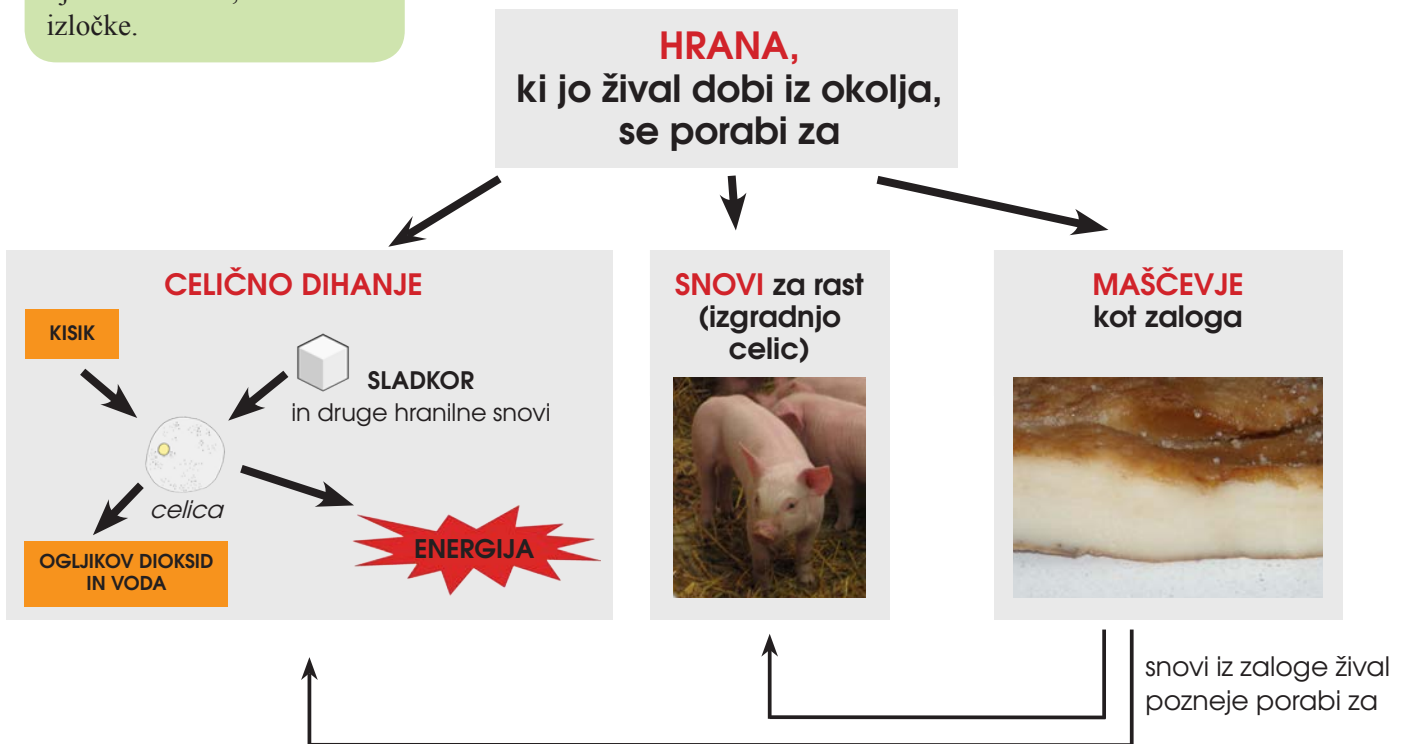 izločke.
HRANA,
ki jo žival dobi iz okolja,
se porabi za
CELIČNO DIHANJE
KISIK
SLADKOR
in druge hranilne snovi
celica
OGLJIKOV DIOKSID
IN VODA
ENERGIJA
SNOVI za rast
(izgradnjo
celic)
MAŠČEVJE
kot zaloga
snovi iz zaloge žival
pozneje porabi za